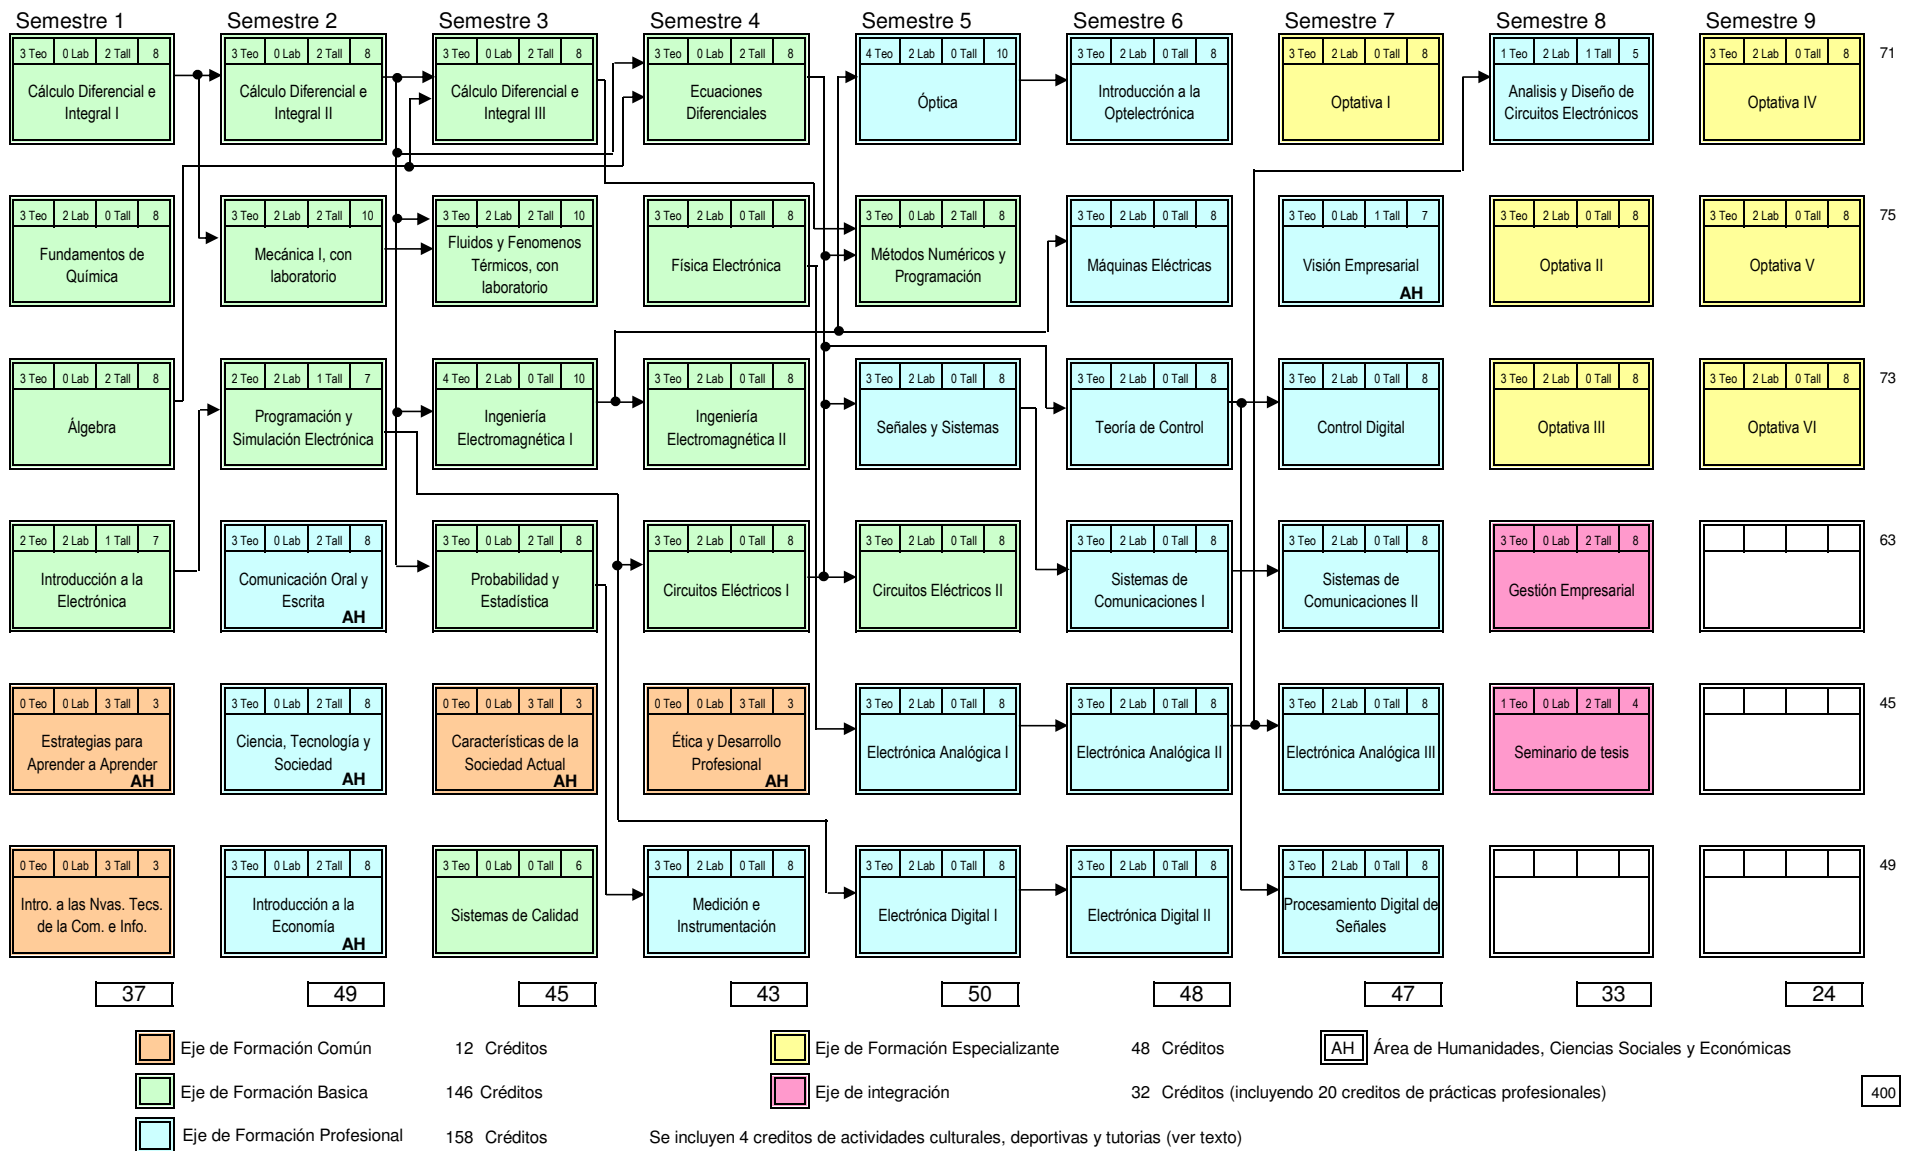 Semestre 1 Semestre 2 Semestre 3 Semestre 4 Semestre 5 Semestre 6 Semestre 7 Semestre 8 Semestre 9
3 Teo 0 Lab 2 Tall 8
Cálculo Diferencial e
Integral I
3 Teo 0 Lab 2 Tall 8
Cálculo Diferencial e
Integral II
3 Teo 0 Lab 2 Tall 8
Cálculo Diferencial e
Integral III
3 Teo 0 Lab 2 Tall 8
Ecuaciones
Diferenciales
4 Teo 2 Lab 0 Tall 10
Óptica
3 Teo 2 Lab 0 Tall 8
Introducción a la
Optelectrónica
3 Teo 2 Lab 0 Tall 8
Optativa I
1 Teo 2 Lab 1 Tall 5
Analisis y Diseño de
Circuitos Electrónicos
3 Teo 2 Lab 0 Tall 8
Optativa IV
71
3 Teo 2 Lab 0 Tall 8
Fundamentos de
Química
3 Teo 2 Lab 2 Tall 10
Mecánica I, con
laboratorio
3 Teo 2 Lab 2 Tall 10
Fluidos y Fenomenos
Térmicos, con
laboratorio
3 Teo 2 Lab 0 Tall 8
Física Electrónica
3 Teo 0 Lab 2 Tall 8
Métodos Numéricos y
Programación
3 Teo 2 Lab 0 Tall 8
Máquinas Eléctricas
3 Teo 0 Lab 1 Tall 7
Visión Empresarial
AH
3 Teo 2 Lab 0 Tall 8
Optativa II
3 Teo 2 Lab 0 Tall 8
Optativa V
75
3 Teo 0 Lab 2 Tall 8
Álgebra
2 Teo 2 Lab 1 Tall 7
Programación y
Simulación Electrónica
4 Teo 2 Lab 0 Tall 10
Ingeniería
Electromagnética I
3 Teo 2 Lab 0 Tall 8
Ingeniería
Electromagnética II
3 Teo 2 Lab 0 Tall 8
Señales y Sistemas
3 Teo 2 Lab 0 Tall 8
Teoría de Control
3 Teo 2 Lab 0 Tall 8
Control Digital
3 Teo 2 Lab 0 Tall 8
Optativa III
3 Teo 2 Lab 0 Tall 8
Optativa VI
73
2 Teo 2 Lab 1 Tall 7
Introducción a la
Electrónica
3 Teo 0 Lab 2 Tall 8
Comunicación Oral y
Escrita
AH
3 Teo 0 Lab 2 Tall 8
Probabilidad y
Estadística
3 Teo 2 Lab 0 Tall 8
Circuitos Eléctricos I
3 Teo 2 Lab 0 Tall 8
Circuitos Eléctricos II
3 Teo 2 Lab 0 Tall 8
Sistemas de
Comunicaciones I
3 Teo 2 Lab 0 Tall 8
Sistemas de
Comunicaciones II
3 Teo 0 Lab 2 Tall 8
Gestión Empresarial
63
0 Teo 0 Lab 3 Tall 3
Estrategias para
Aprender a Aprender
AH
3 Teo 0 Lab 2 Tall 8
Ciencia, Tecnología y
Sociedad
AH
0 Teo 0 Lab 3 Tall 3
Características de la
Sociedad Actual
AH
0 Teo 0 Lab 3 Tall 3
Ética y Desarrollo
Profesional
AH
3 Teo 2 Lab 0 Tall 8
Electrónica Analógica I
3 Teo 2 Lab 0 Tall 8
Electrónica Analógica II
3 Teo 2 Lab 0 Tall 8
Electrónica Analógica III
1 Teo 0 Lab 2 Tall 4
Seminario de tesis
45
0 Teo 0 Lab 3 Tall 3
Intro. a las Nvas. Tecs.
de la Com. e Info.
3 Teo 0 Lab 2 Tall 8
Introducción a la
Economía
AH
3 Teo 0 Lab 0 Tall 6
Sistemas de Calidad
3 Teo 2 Lab 0 Tall 8
Medición e
Instrumentación
3 Teo 2 Lab 0 Tall 8
Electrónica Digital I
3 Teo 2 Lab 0 Tall 8
Electrónica Digital II
3 Teo 2 Lab 0 Tall 8
Procesamiento Digital de
Señales
49
37 49 45 43 50 48 47 33 24
Eje de Formación Común 12 Créditos
Eje de Formación Especializante 48 Créditos
AH Área de Humanidades, Ciencias Sociales y Económicas
Eje de Formación Basica 146 Créditos
Eje de integración 32 Créditos (incluyendo 20 creditos de prácticas profesionales)
400
Eje de Formación Profesional 158 Créditos
Se incluyen 4 creditos de actividades culturales, deportivas y tutorias (ver texto)